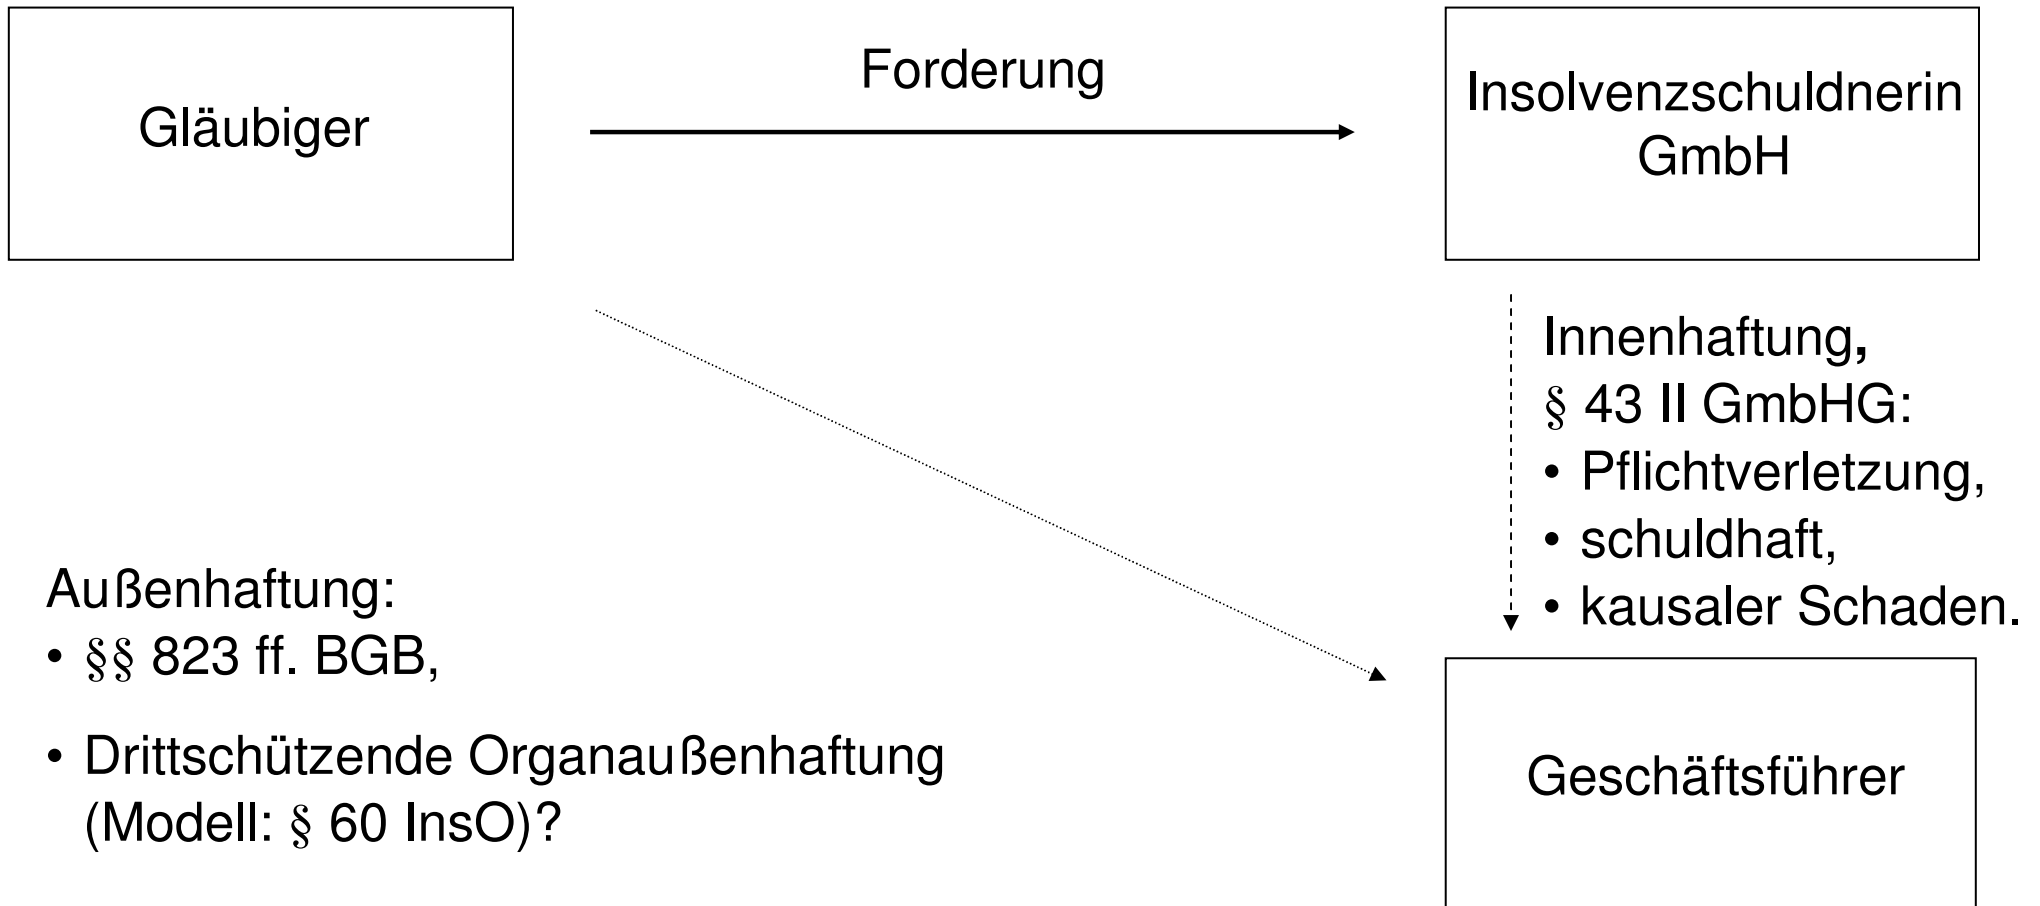 Gläubiger
Forderung
Insolvenzschuldnerin
GmbH
Innenhaftung,
§ 43 II GmbHG:
• Pflichtverletzung,
• schuldhaft,
• kausaler Schaden.
Außenhaftung:
• §§ 823 ff. BGB,
• Drittschützende Organaußenhaftung
(Modell: § 60 InsO)?
Geschäftsführer